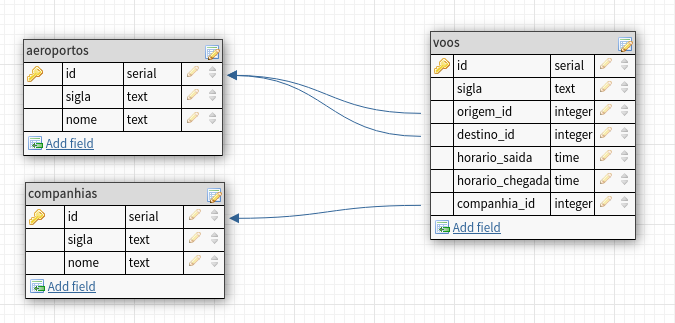 aeroportos
id serial
sigla text
nome text
Add field
companhias
id serial
sigla text
nome text
Add field
voos
id serial
sigla text
origem_id integer
destino_id integer
horario_saida time
horario_chegada time
companhia_id integer
Add field